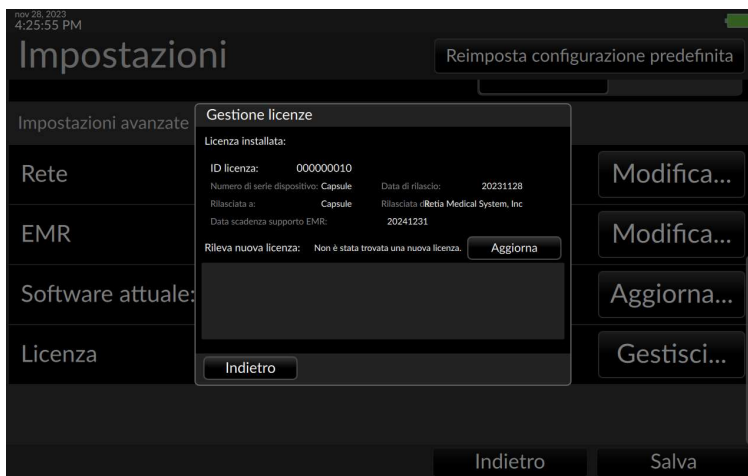 nov 28, 2023
4:25:55 PM
Impostazioni
Reimposta configurazione predefinita
Impostazioni avanzate
Gestione licenze
Licenza installata:
ID licenza: 000000010
Numero di serie dispositivo: Capsule Data di rilascio: 20231128
Rilasciata a: Capsule Rilasciata d Retia Medical System, Inc
Data scadenza supporto EMR: 20241231
Rileva nuova licenza: Non è stata trovata una nuova licenza. Aggiorna
Indietro
Rete Modifica...
EMR Modifica...
Software attuale: Aggiorna...
Licenza Gestisci...
Indietro Salva